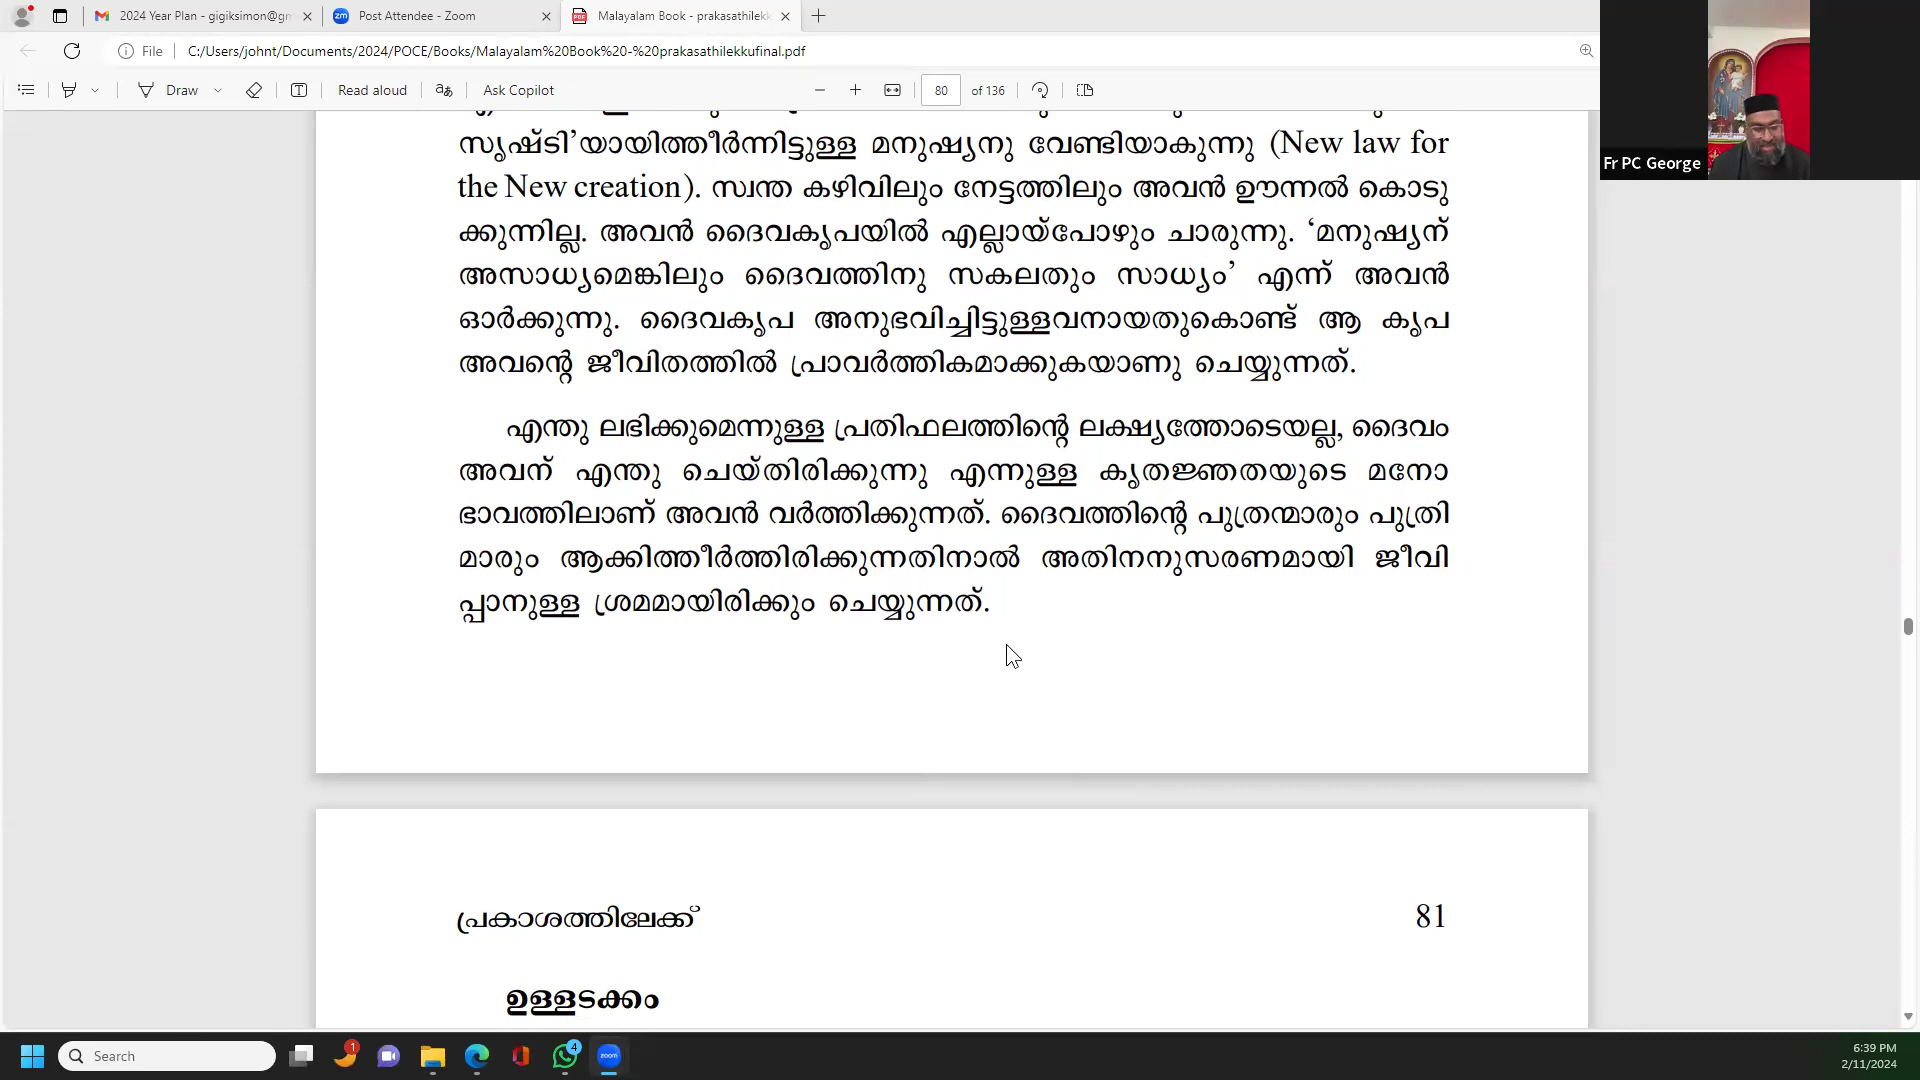 2024 Year Plan - gigiksimon@gn
Post Attendee - Zoom
Malayalam Book - prakasathilekk
File
C:/Users/johnt/Documents/2024/POCE/Books/Malayalam%20Book%20-%20prakasathilekkufinal.pdf
Draw
Read aloud
Ask Copilot
80
of 136
Fr PC George
സൃഷ്ടി’യായിത്തീർന്നിട്ടുള്ള മനുഷ്യനു വേണ്ടിയാകുന്നു (New law for
the New creation). സ്വന്ത കഴിവിലും നേട്ടത്തിലും അവൻ ഊന്നൽ കൊടു
ക്കുന്നില്ല. അവൻ ദൈവകൃപയിൽ എല്ലായ്പോഴും ചാരുന്നു. ‘മനുഷ്യന്
അസാധ്യമെങ്കിലും ദൈവത്തിനു സകലതും സാധ്യം’ എന്ന് അവൻ
ഓർക്കുന്നു. ദൈവകൃപ അനുഭവിച്ചിട്ടുള്ളവനായതുകൊണ്ട് ആ കൃപ
അവന്റെ ജീവിതത്തിൽ പ്രാവർത്തികമാക്കുകയാണു ചെയ്യുന്നത്.
എന്തു ലഭിക്കുമെന്നുള്ള പ്രതിഫലത്തിന്റെ ലക്ഷ്യത്തോടെയല്ല, ദൈവം
അവന് എന്തു ചെയ്തിരിക്കുന്നു എന്നുള്ള കൃതജ്ഞതയുടെ മനോ
ഭാവത്തിലാണ് അവൻ വർത്തിക്കുന്നത്. ദൈവത്തിന്റെ പുത്രന്മാരും പുത്രി
മാരും ആക്കിത്തീർത്തിരിക്കുന്നതിനാൽ അതിനനുസരണമായി ജീവി
പ്പാനുള്ള ശ്രമമായിരിക്കും ചെയ്യുന്നത്.
പ്രകാശത്തിലേക്ക് 81
ഉള്ളടക്കം
Search
1
4
zoom
6:39 PM
2/11/2024